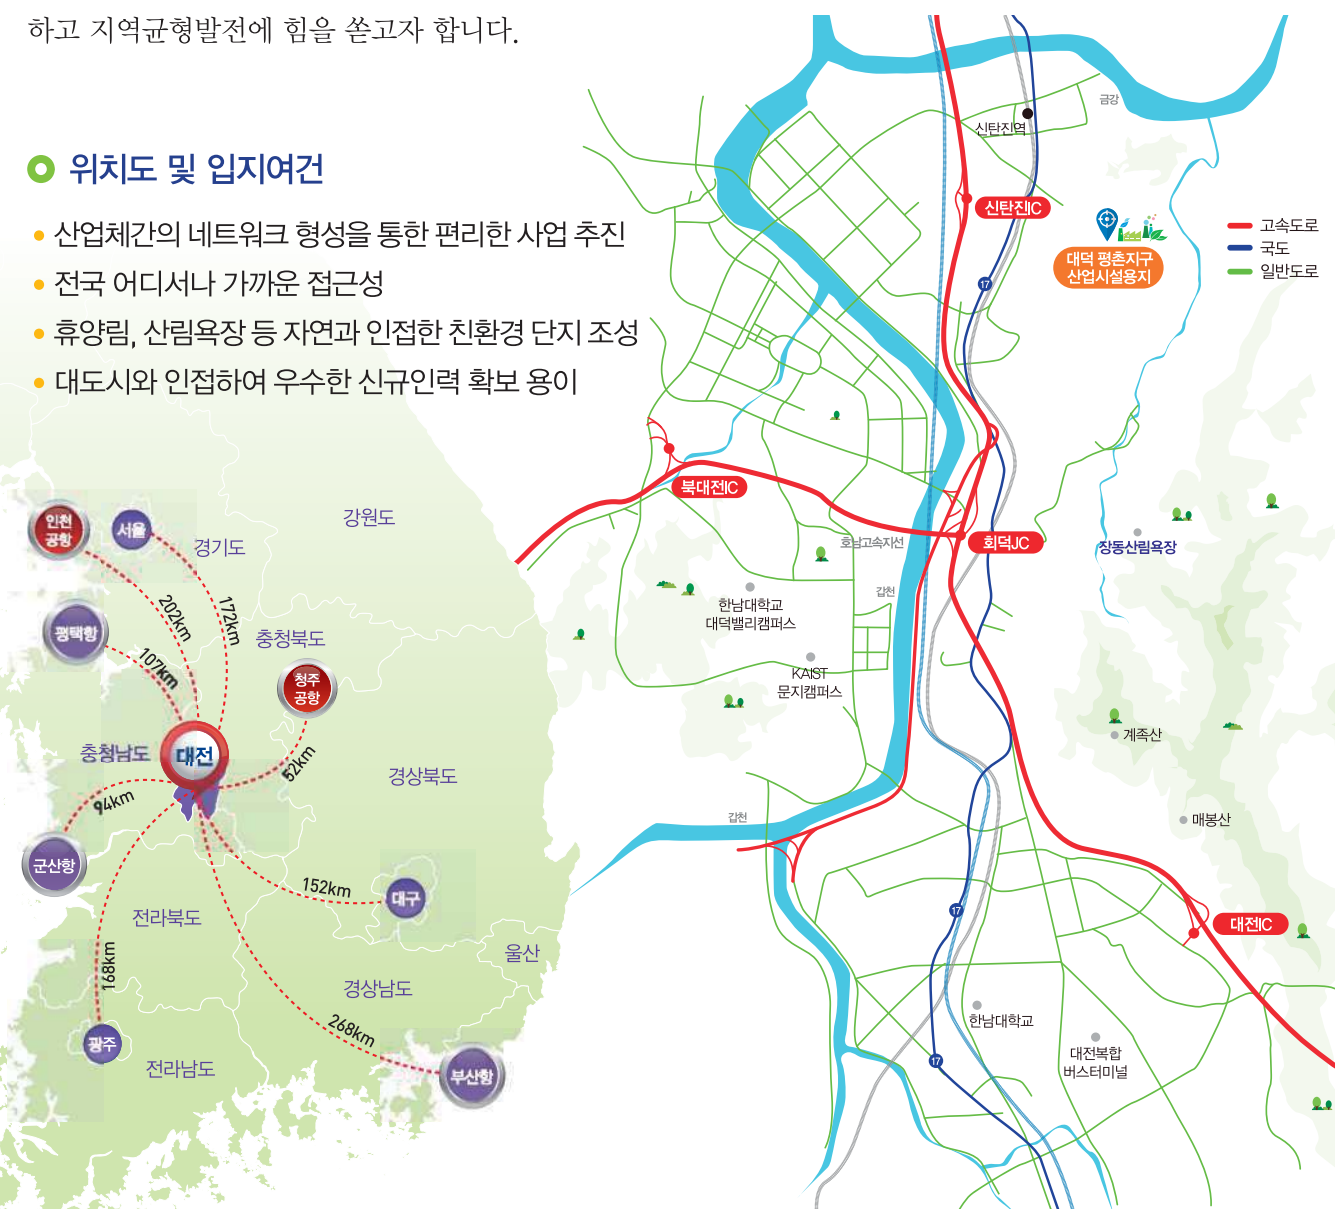 하고 지역균형발전에 힘을 쏟고자 합니다.
위치도 및 입지여건
산업체간의 네트워크 형성을 통한 편리한 사업 추진
전국 어디서나 가까운 접근성
휴양림, 산림욕장 등 자연과 인접한 친환경 단지 조성
대도시와 인접하여 우수한 신규인력 확보 용이
인천
공항
서울
강원도
경기도
202km
172km
평택항
107km
충청북도
청주
공항
충청남도
대전
52km
경상북도
94km
군산항
152km
대구
전라북도
울산
168km
경상남도
268km
광주
전라남도
부산항
금강
신탄진역
신탄진IC
대덕 평촌지구
산업시설용지
고속도로
국도
일반도로
17
북대전IC
호남고속지선
회덕JC
장동산림욕장
갑천
한남대학교
대덕밸리캠퍼스
KAIST
문지캠퍼스
계족산
매봉산
갑천
17
대전IC
한남대학교
대전복합
버스터미널
17